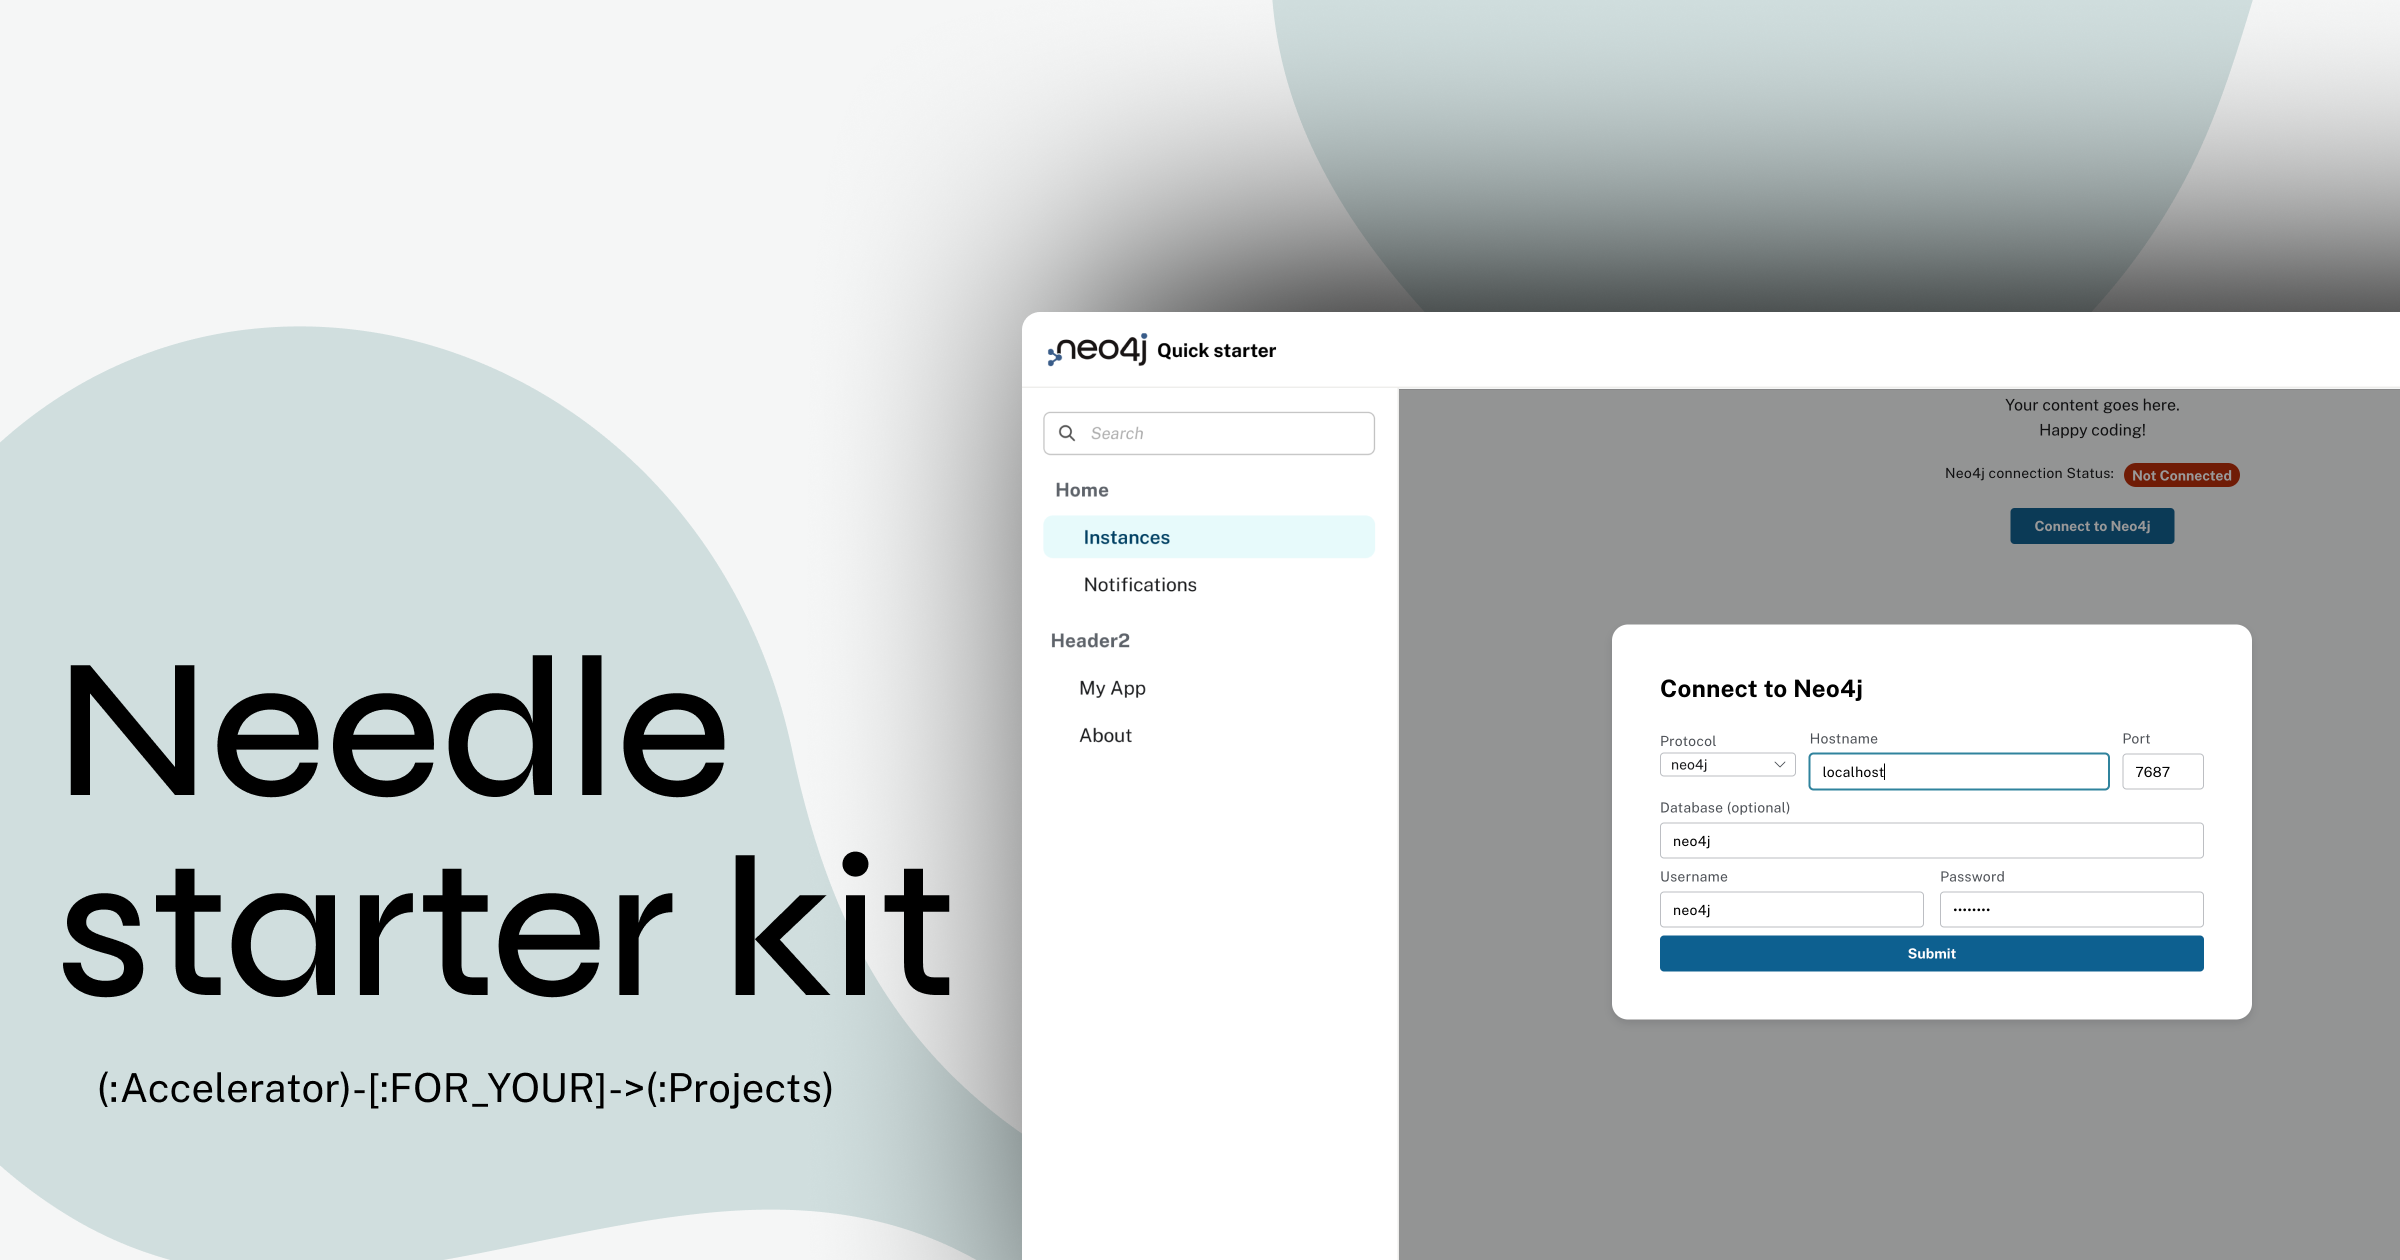 Needle
starter kit
(:Accelerator)-[:FOR_YOUR]->(:Projects)
neo4j Quick starter
Search
Home
Instances
Notifications
Header2
My App
About
Your content goes here.
Happy coding!
Neo4j connection Status: Not Connected
Connect to Neo4j
Connect to Neo4j
Protocol Hostname Port
neo4j localhost 7687
Database (optional)
neo4j
Username Password
neo4j ••••••••
Submit